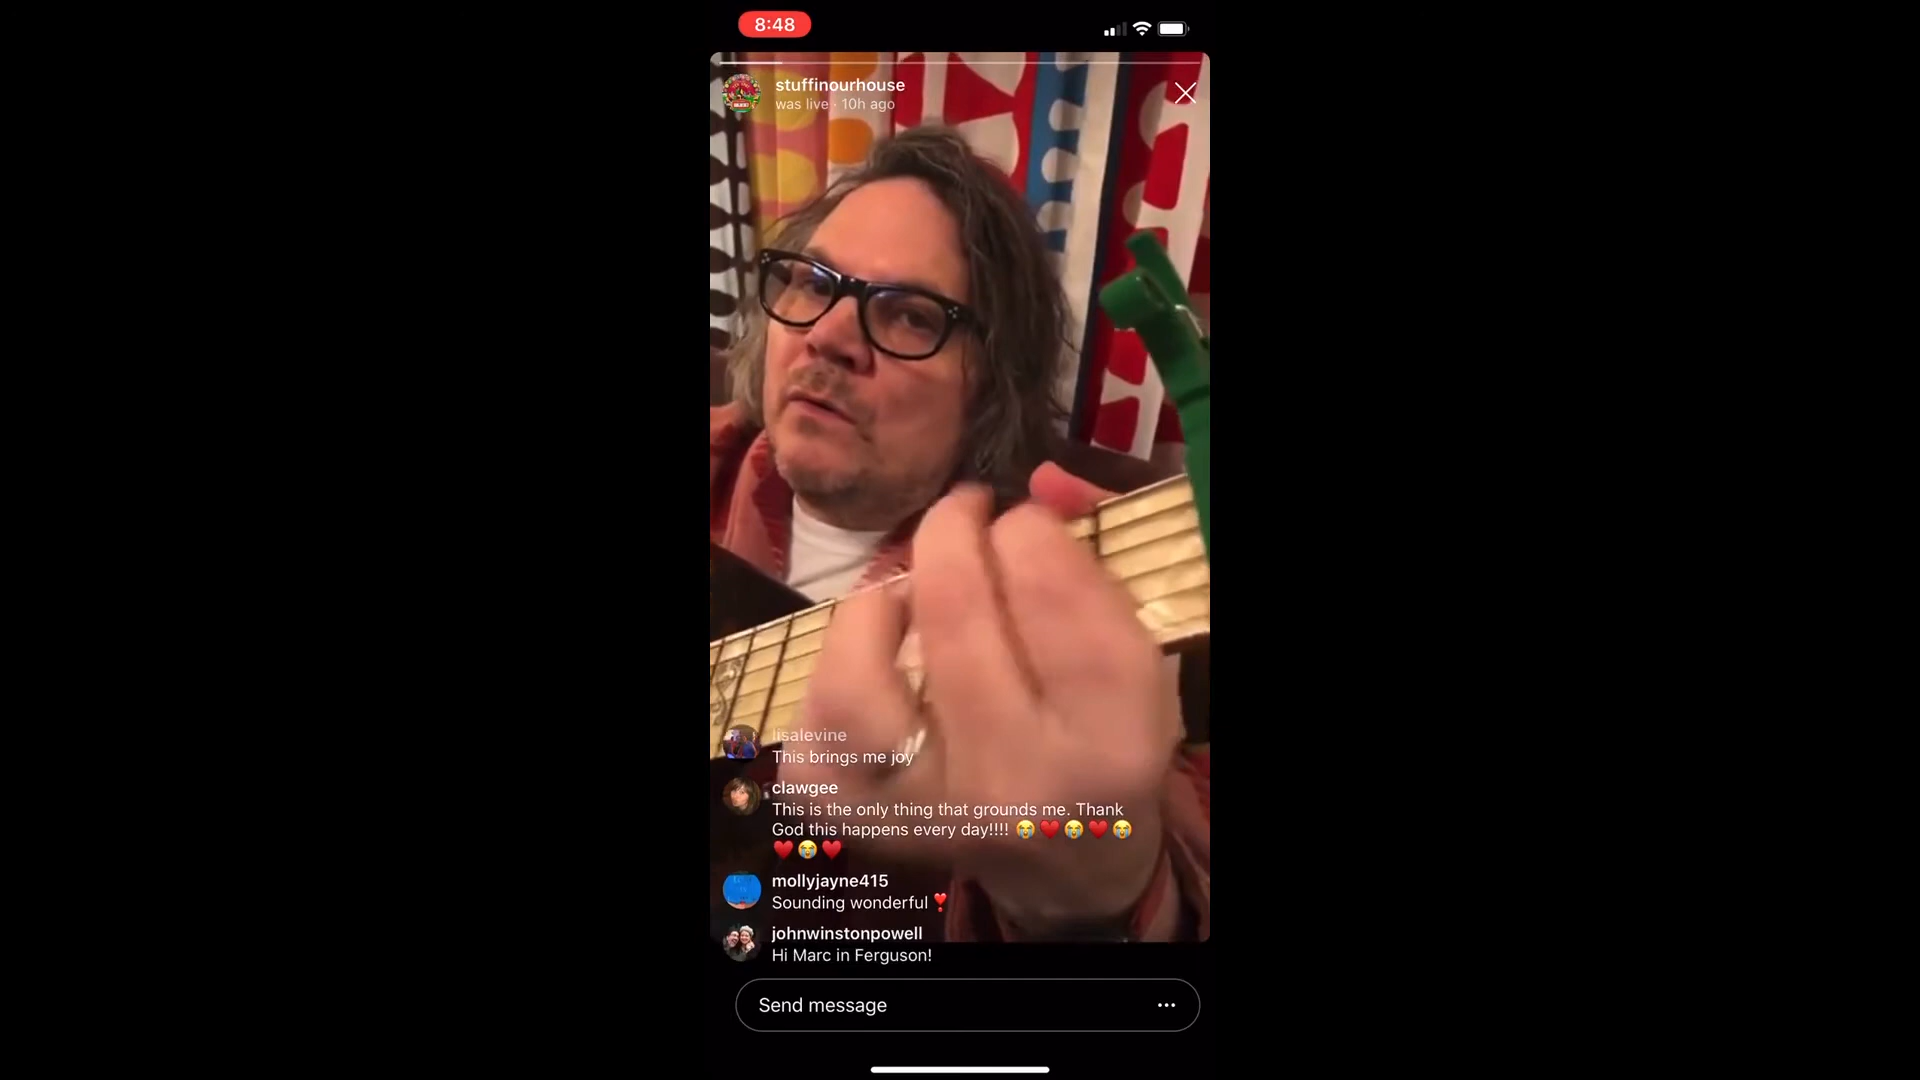 8:48
stuffinourhouse
was live · 10h ago
lisalevine
This brings me joy
clawgee
This is the only thing that grounds me. Thank
God this happens every day!!!! 😭❤️😭❤️😭
❤️😭❤️
mollyjayne415
Sounding wonderful❣️
johnwinstonpowell
Hi Marc in Ferguson!
Send message